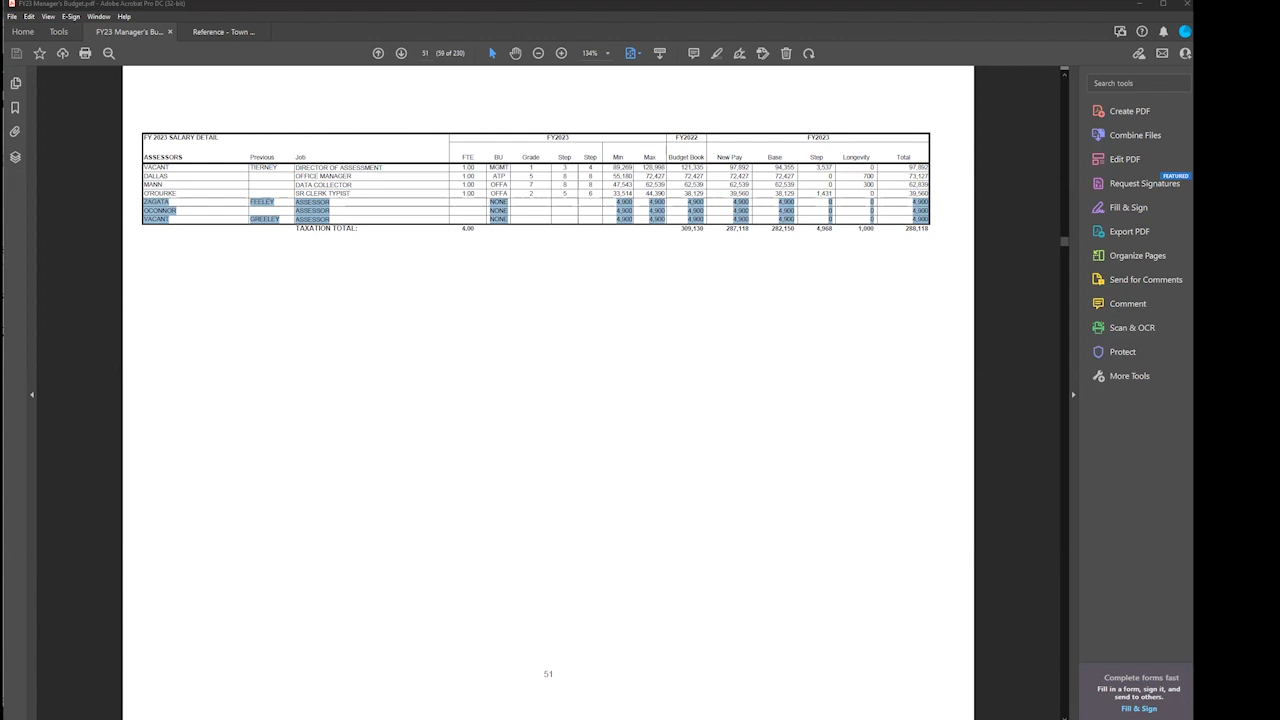 FY23 Manager's Budget.pdf - Adobe Acrobat Pro DC (32-bit)
File Edit View E-Sign Window Help
Home Tools FY23 Manager's Bu... × Reference - Town ...
51 (59 of 230) 134%
Search tools
FY 2023 SALARY DETAIL FY2023 FY2022 FY2023
ASSESSORS Previous Job FTE BU Grade Step Step Min Max Budget Book New Pay Base Step Longevity Total
VACANT TIERNEY DIRECTOR OF ASSESSMENT 1.00 MGMT 1 3 4 89,269 128,998 121,335 97,892 94,355 3,537 0 97,892
DALLAS OFFICE MANAGER 1.00 ATP 5 8 8 55,180 72,427 72,427 72,427 72,427 0 700 73,127
MANN DATA COLLECTOR 1.00 OFFA 7 8 8 47,543 62,539 62,539 62,539 62,539 0 300 62,839
O'ROURKE SR CLERK TYPIST 1.00 OFFA 2 5 6 33,514 44,390 38,129 39,560 38,129 1,431 0 39,560
ZAGATA FEELEY ASSESSOR NONE 4,900 4,900 4,900 4,900 4,900 0 0 4,900
OCONNOR ASSESSOR NONE 4,900 4,900 4,900 4,900 4,900 0 0 4,900
VACANT GREELEY ASSESSOR NONE 4,900 4,900 4,900 4,900 4,900 0 0 4,900
TAXATION TOTAL: 4.00 309,130 287,118 282,150 4,968 1,000 288,118
51
Create PDF
Combine Files
Edit PDF
FEATURED
Request Signatures
Fill & Sign
Export PDF
Organize Pages
Send for Comments
Comment
Scan & OCR
Protect
More Tools
Complete forms fast
Fill in a form, sign it, and
send to others.
Fill & Sign